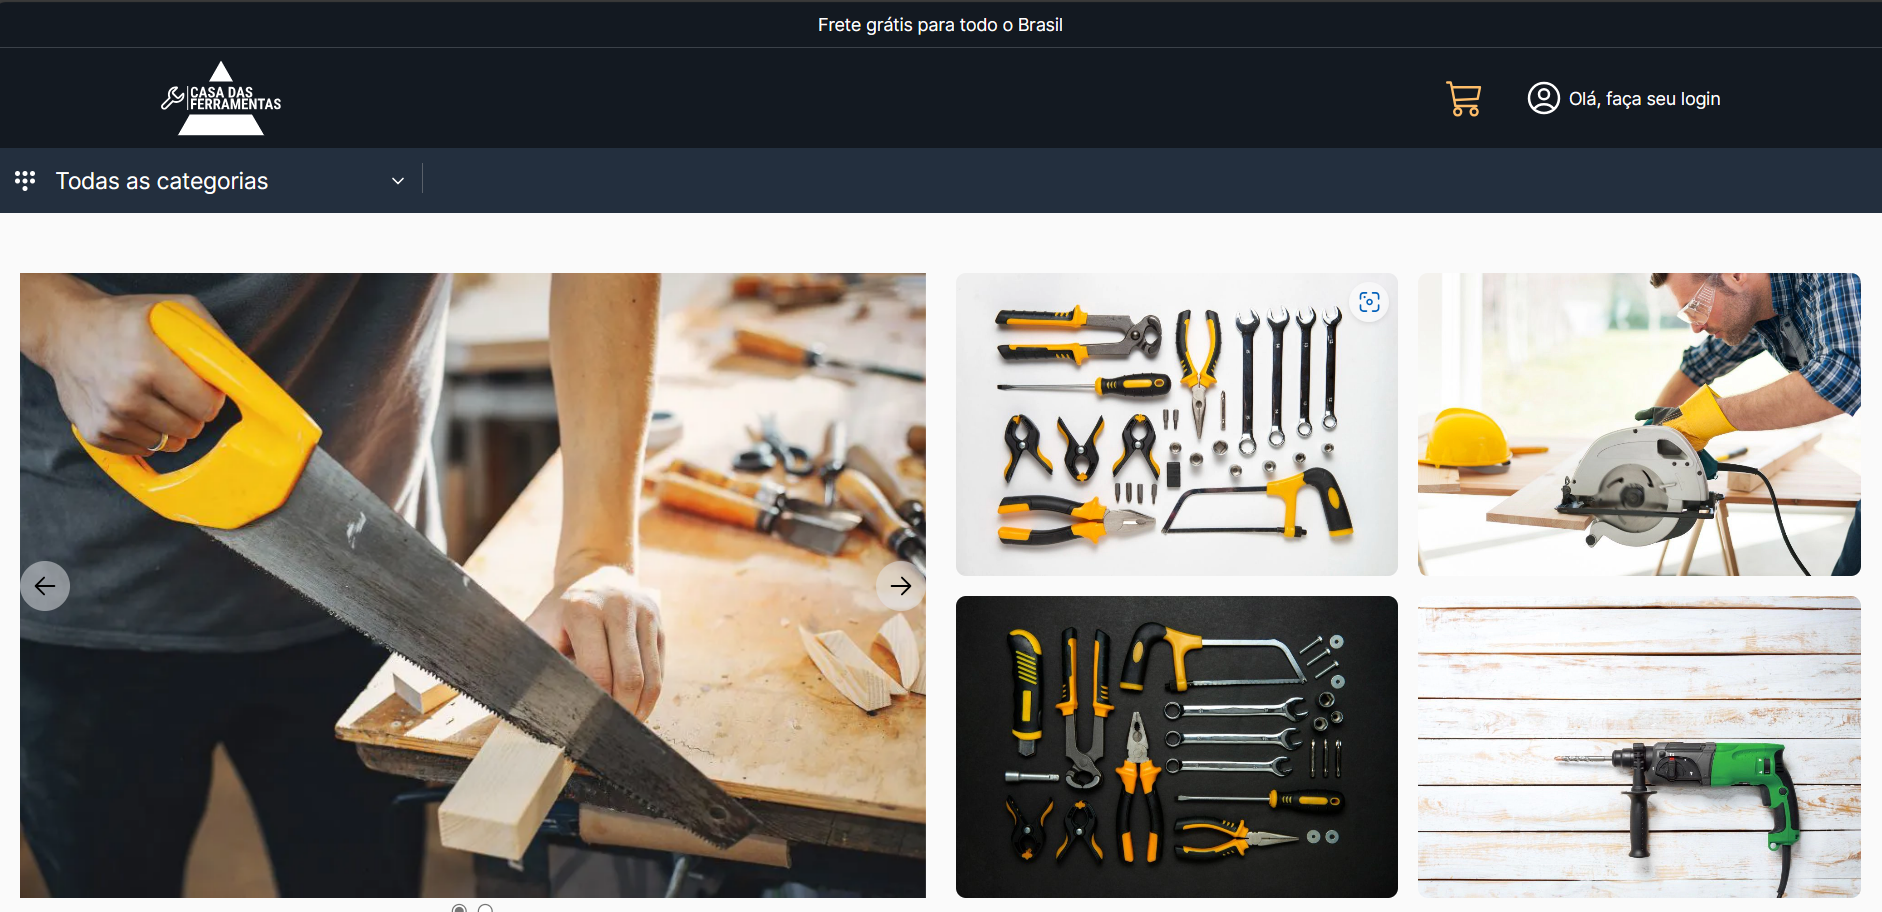 Frete grátis para todo o Brasil
CASA DAS
FERRAMENTAS
Olá, faça seu login
Todas as categorias